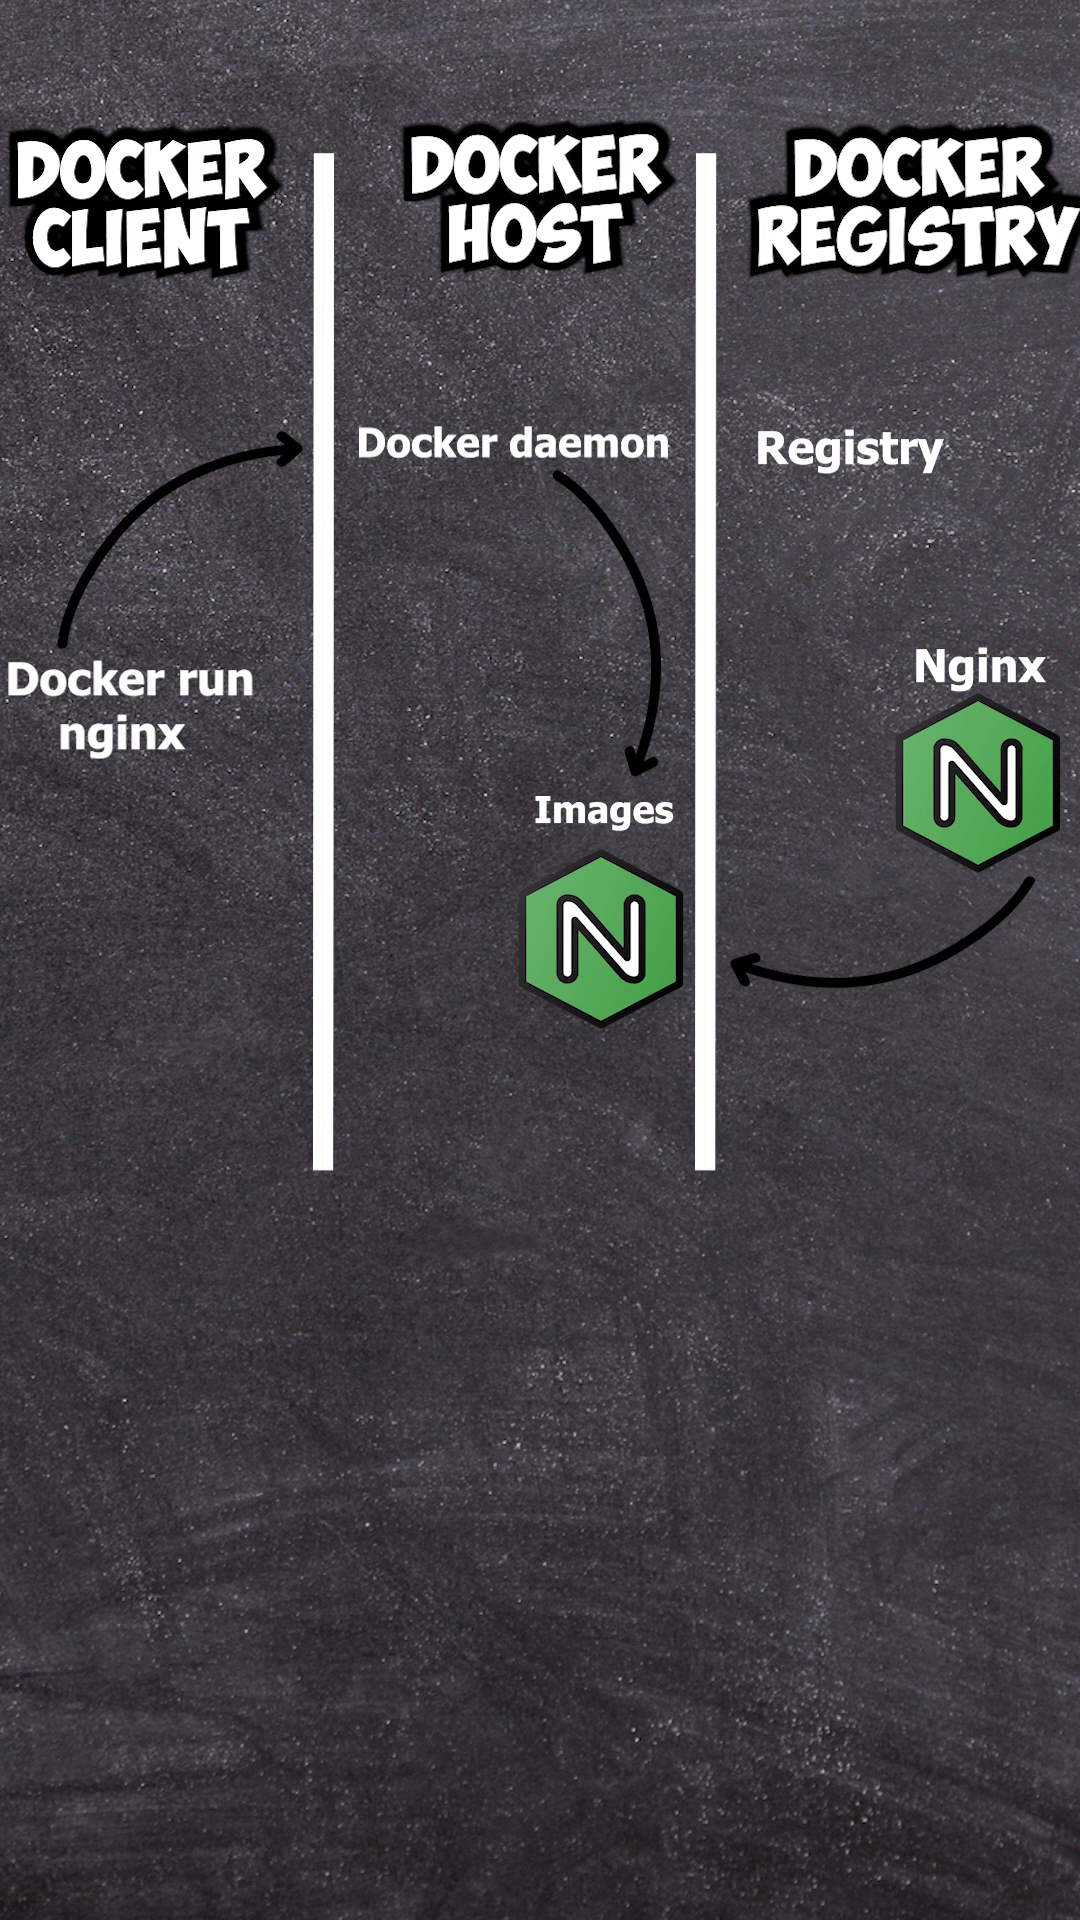 DOCKER
CLIENT
DOCKER
HOST
DOCKER
REGISTRY
Docker daemon
Registry
Docker run
nginx
Nginx
N
Images
N